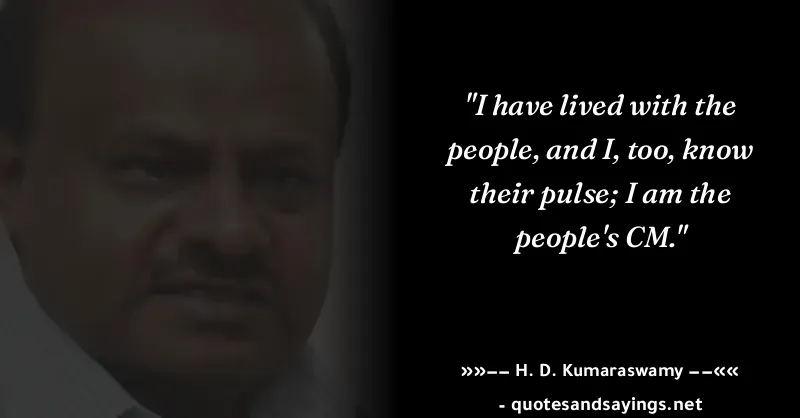 "I have lived with the
people, and I, too, know
their pulse; I am the
people's CM."
»»–– H. D. Kumaraswamy ––««
- quotesandsayings.net